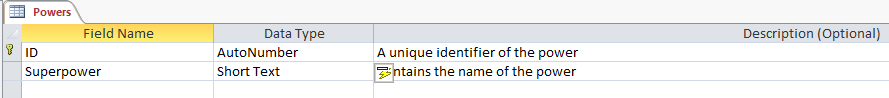 Powers
Field Name Data Type Description (Optional)
ID AutoNumber A unique identifier of the power
Superpower Short Text ntains the name of the power